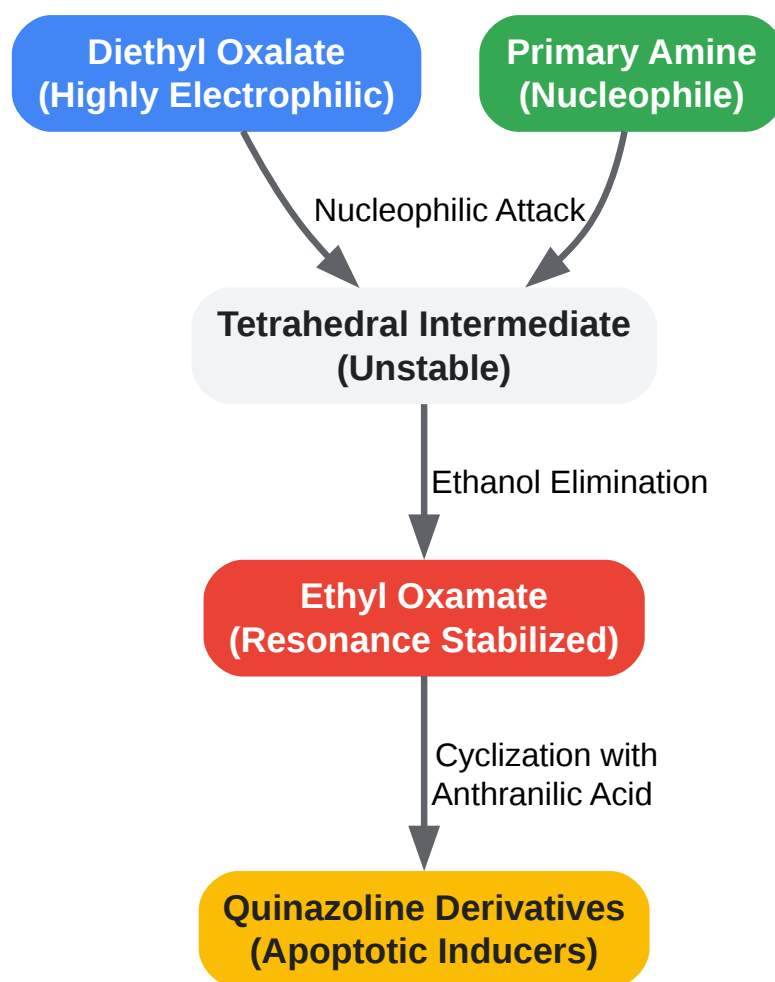 Diethyl Oxalate
(Highly Electrophilic)
Primary Amine
(Nucleophile)
Nucleophilic Attack
Tetrahedral Intermediate
(Unstable)
Ethanol Elimination
Ethyl Oxamate
(Resonance Stabilized)
Cyclization with
Anthranilic Acid
Quinazoline Derivatives
(Apoptotic Inducers)